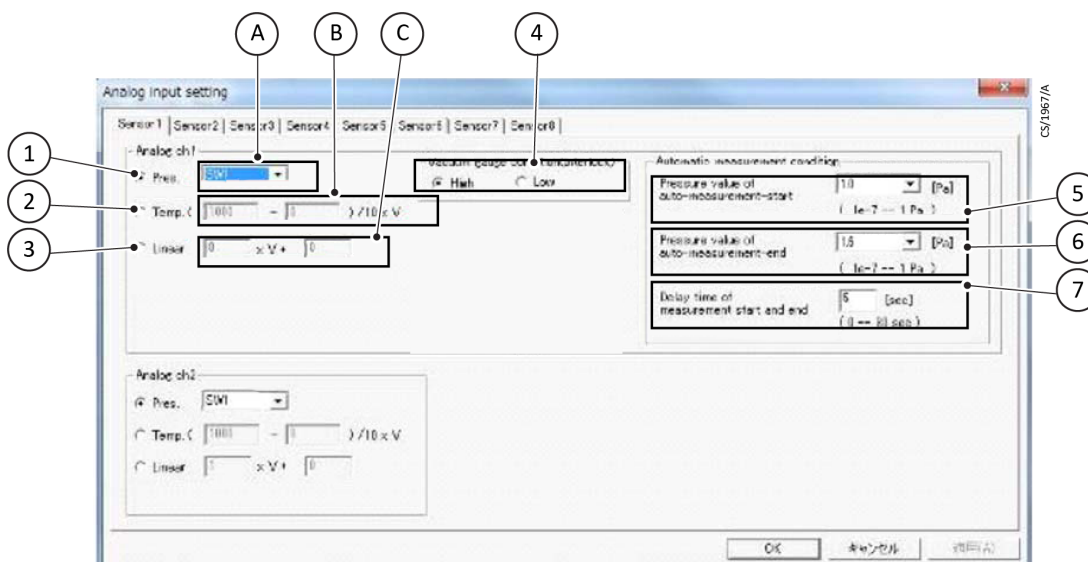 A B C 4
CS/1967/A
Analog input setting
Sensor1 Sensor2 Sensor3 Sensor4 Sensor5 Sensor6 Sensor7 Sensor8
Analog ch1
1 Pres. SW1
High Low
2 Temp.( 1000 - 0 )/10 x V
3 Linear 0 x V + 0
Automatic measurement condition
Pressure value of
auto-measurement-start
1.0 [Pa]
( 1e-7 -- 1 Pa )
5
Pressure value of
auto-measurement-end
1.5 [Pa]
( 1e-7 -- 1 Pa )
6
Delay time of
measurement start and end
5 [sec]
7
Analog ch2
Pres. SW1
Temp.( 1000 - 0 )/10 x V
Linear 1 x V + 0
OK キャンセル 適用(A)